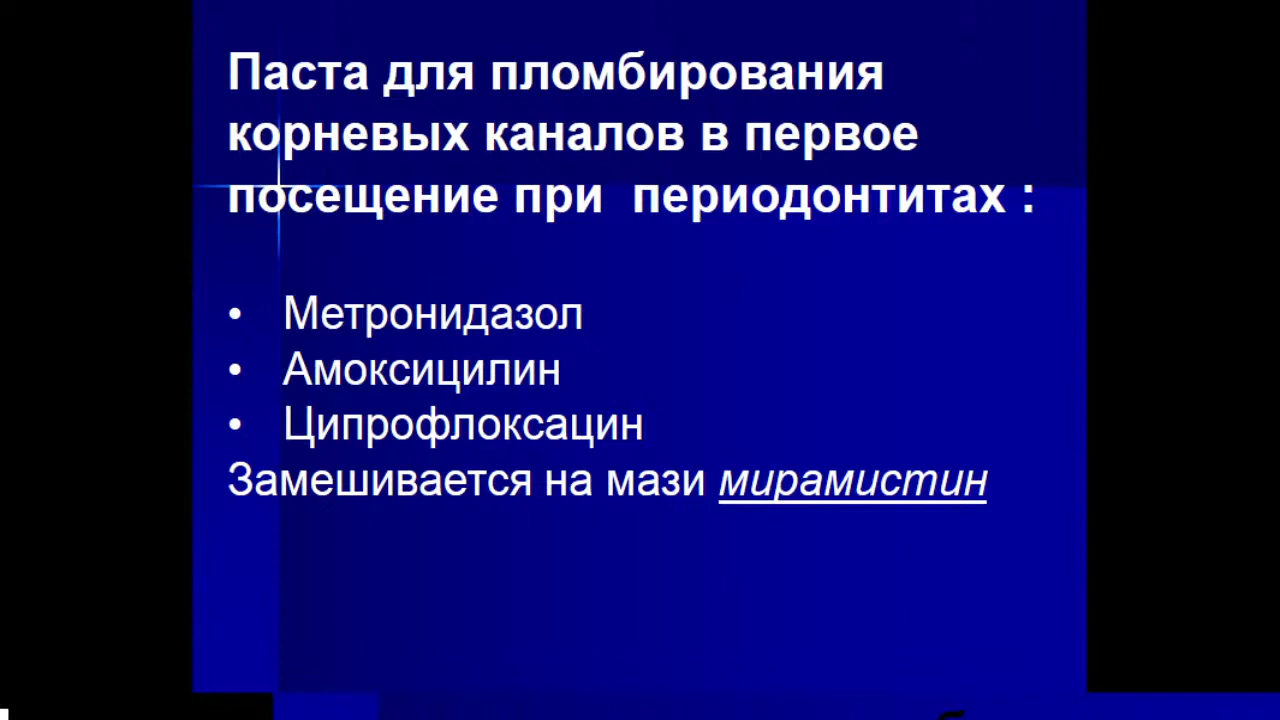 Паста для пломбирования
корневых каналов в первое
посещение при периодонтитах :
• Метронидазол
• Амоксицилин
• Ципрофлоксацин
Замешивается на мази мирамистин